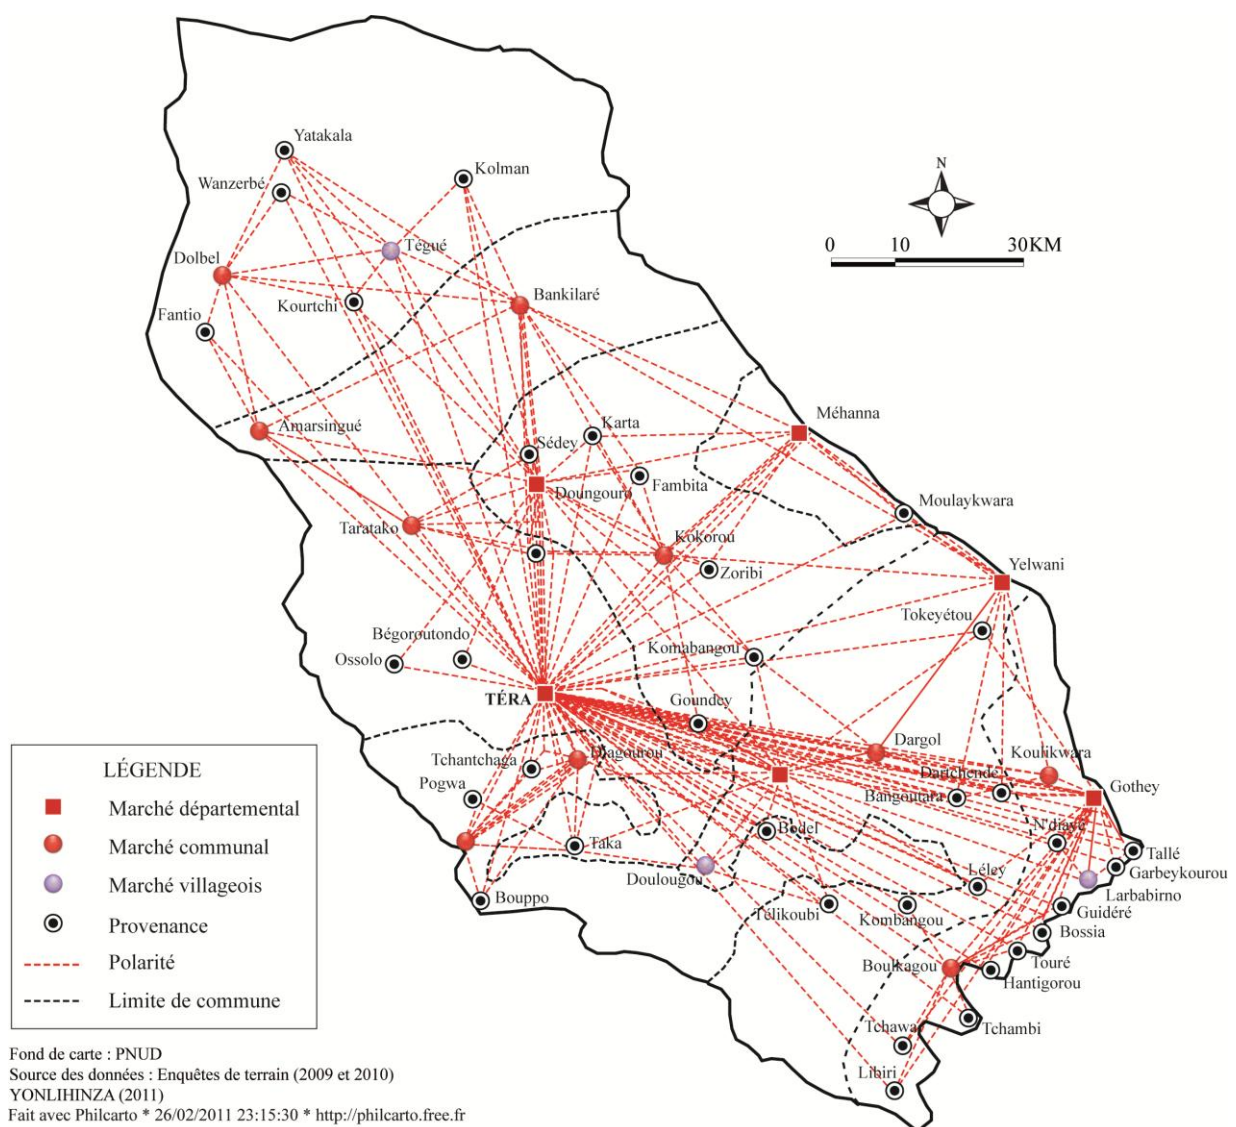 Yatakala
Kolman
Wanzerbé
N
Tégué
Dolbel
0 10 30KM
Kourtchi
Bankilaré
Fantio
Méhanna
Karta
Amarsingué
Sédey
Doungouro
Fambita
Moulaykwara
Taratako
Kokorou
Zoribi
Yelwani
Tokeyétou
Bégoroutondo
Ossolo
Komabangou
TÉRA
Goundey
Dargol
Kourikwara
Diagourou
Tchantchaga
Dartchendé
Gothey
Pogwa
Bangoutara
N'diaye
Bodel
Taka
Tallé
Garbeykourou
Doulougou
Léley
Larbabirno
Bouppo
Guidéré
Télikoubi
Kombangou
Bossia
Touré
Boulkagou
Hantigorou
Tchawa
Tchambi
Libiri
LÉGENDE
Marché départemental
Marché communal
Marché villageois
Provenance
Polarité
Limite de commune
Fond de carte : PNUD
Source des données : Enquêtes de terrain (2009 et 2010)
YONLIHINZA (2011)
Fait avec Philcarto * 26/02/2011 23:15:30 * http://philcarto.free.fr